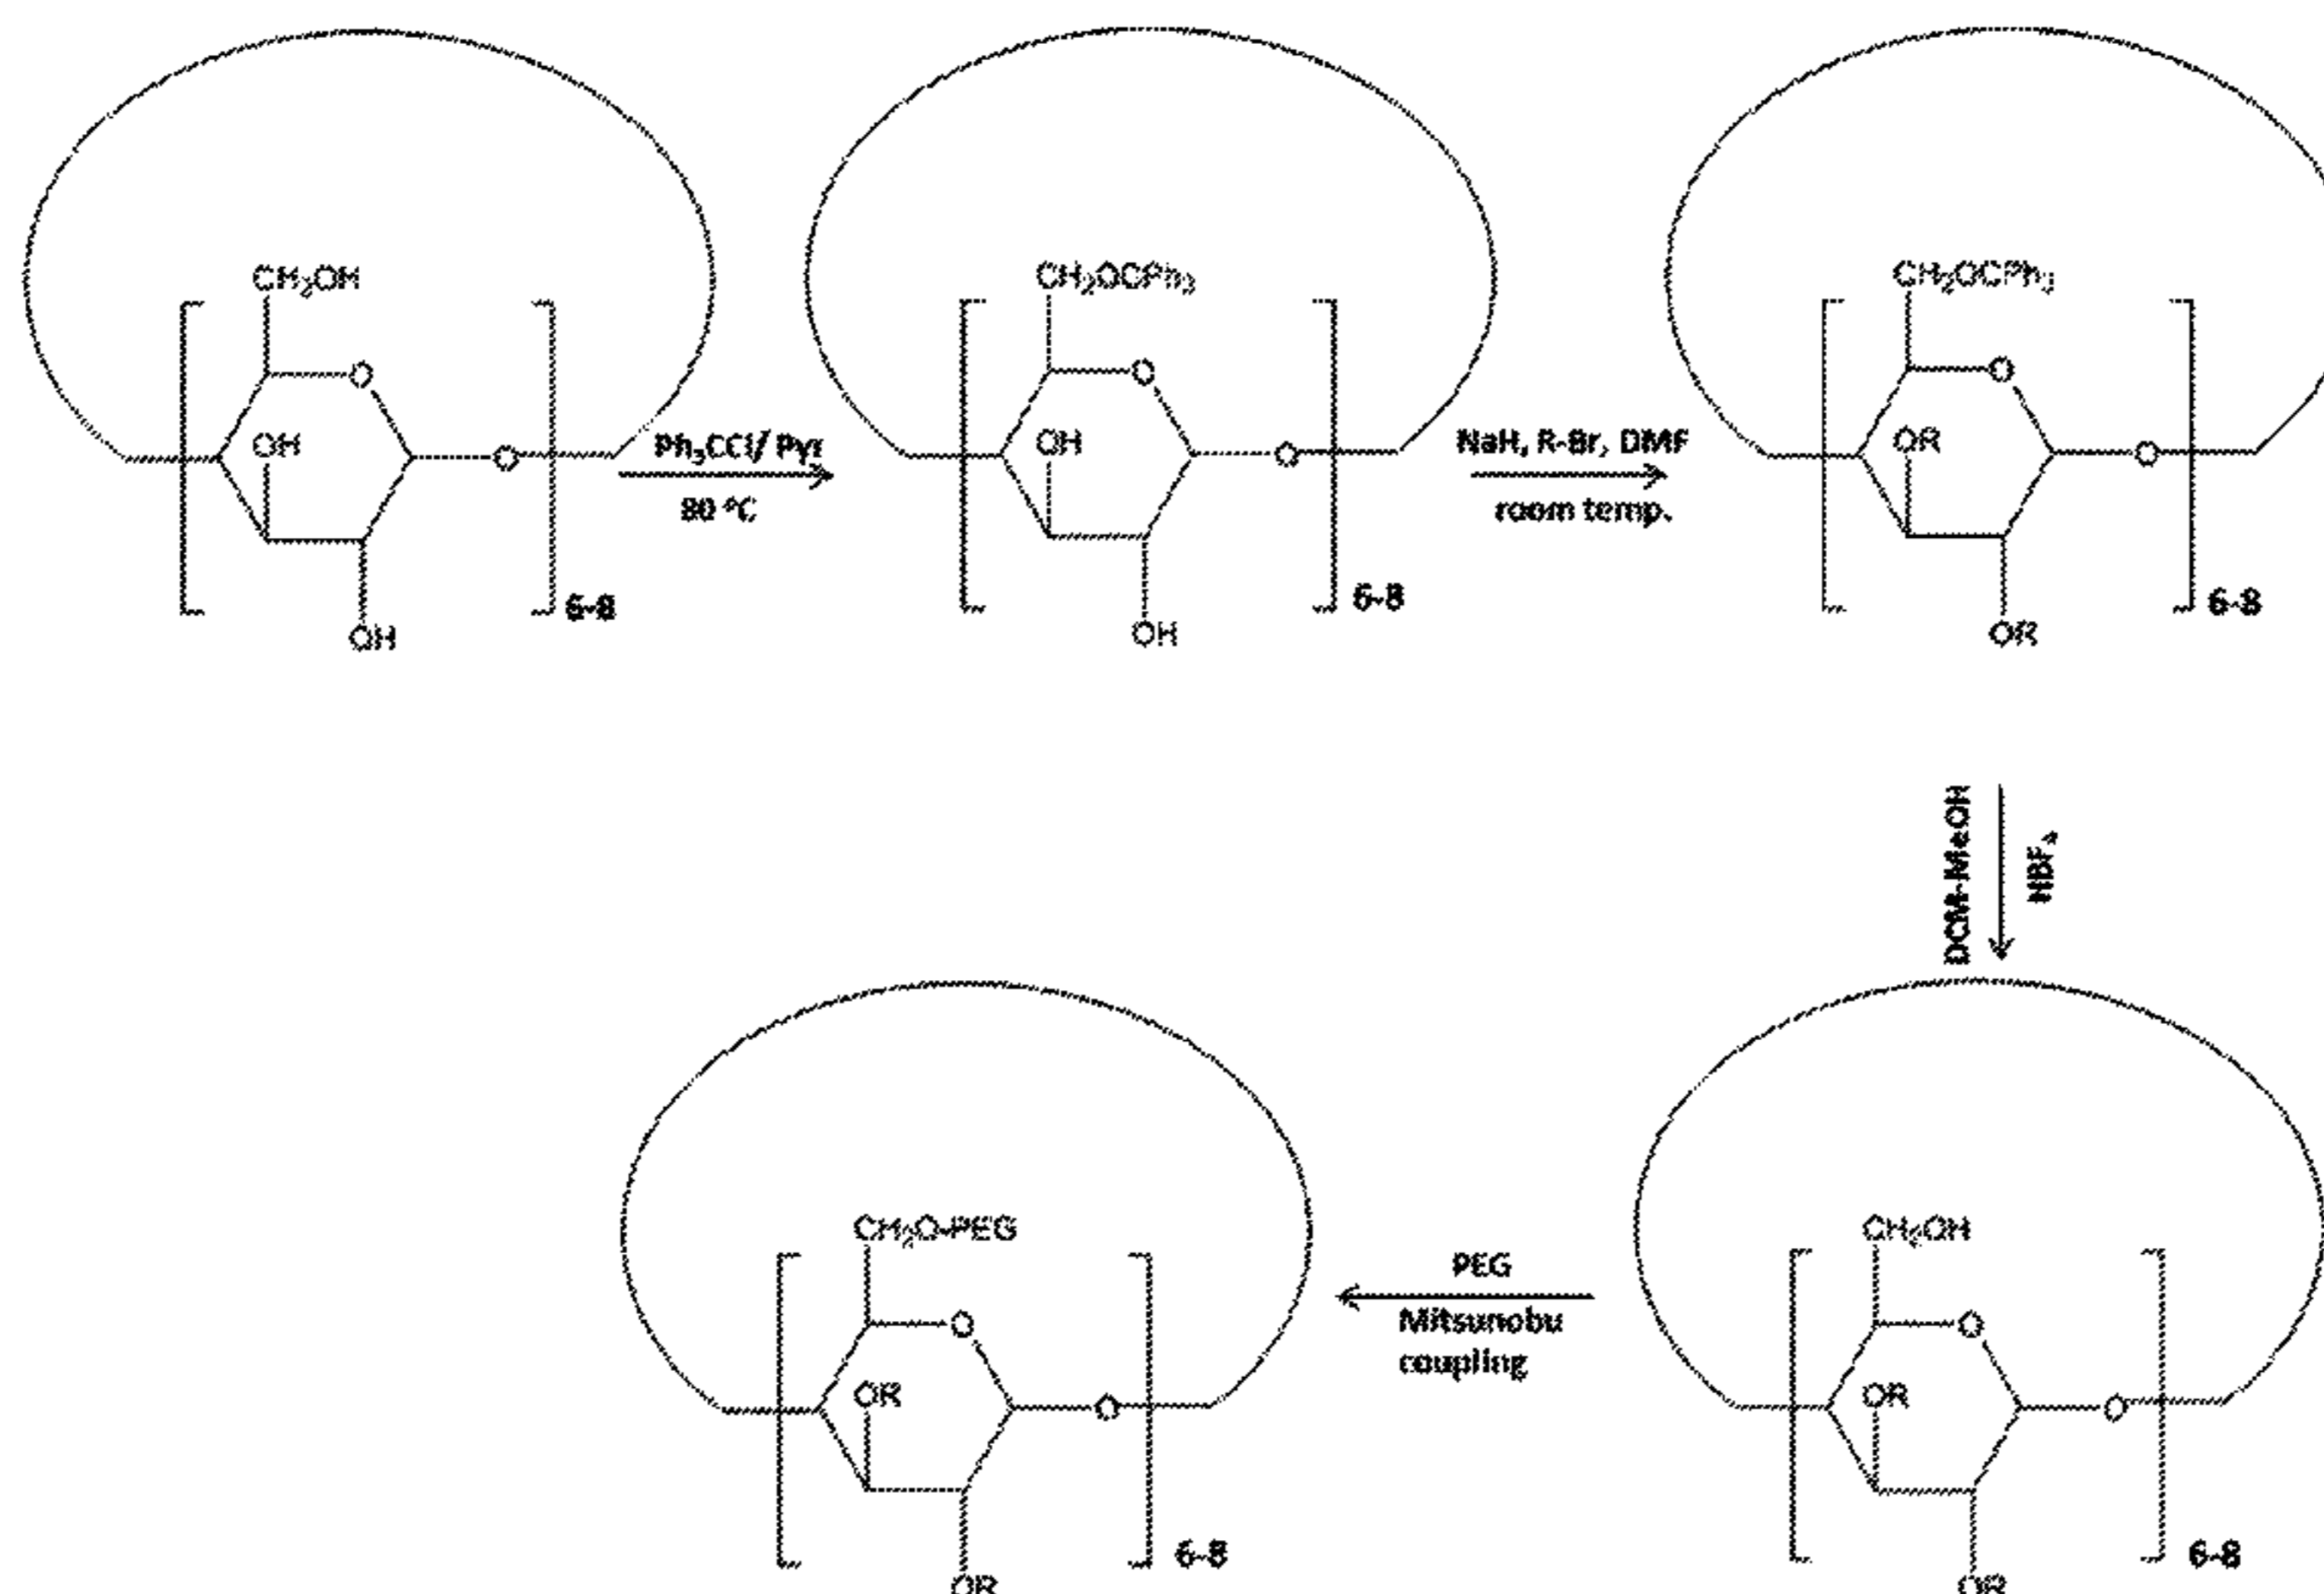 CH₂OH
O
OH
O
OH
6-8
Ph₃CCl/ Pyr
80 °C
CH₂OCPh₃
O
OH
O
OH
6-8
NaH, R-Br, DMF
room temp.
CH₂OCPh₃
O
OR
O
OR
6-8
DCM-MeOH
HBF₄
CH₂OH
O
OR
O
OR
6-8
PEG
Mitsunobu
coupling
CH₂O-PEG
O
OR
O
OR
6-8